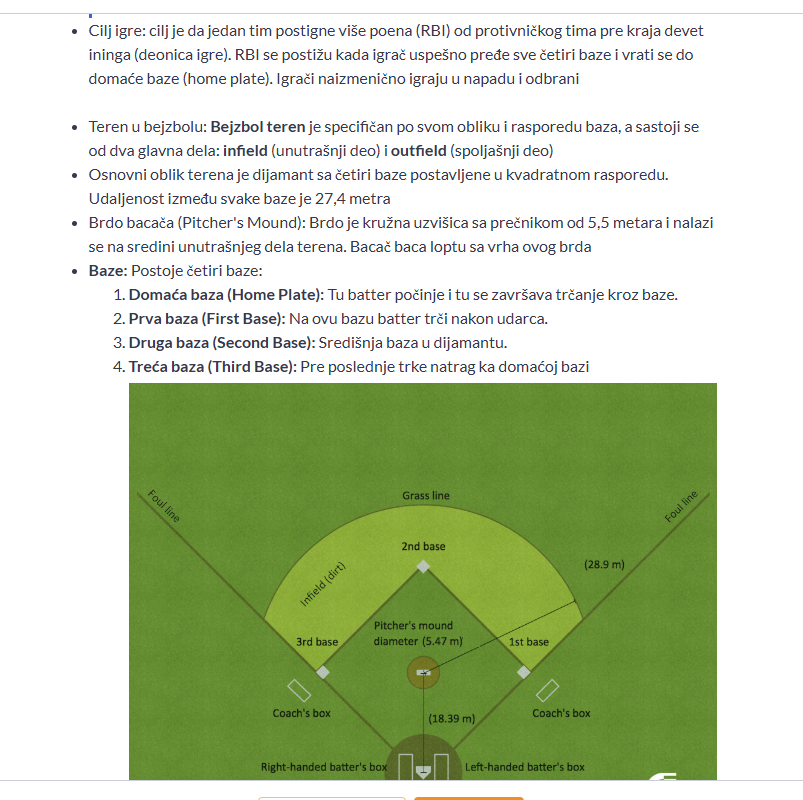 Cilj igre: cilj je da jedan tim postigne više poena (RBI) od protivničkog tima pre kraja devet
ininga (deonica igre). RBI se postižu kada igrač uspešno pređe sve četiri baze i vrati se do
domaće baze (home plate). Igrači naizmenično igraju u napadu i odbrani
Teren u bejzbolu: Bejzbol teren je specifičan po svom obliku i rasporedu baza, a sastoji se
od dva glavna dela: infield (unutrašnji deo) i outfield (spoljašnji deo)
Osnovni oblik terena je dijamant sa četiri baze postavljene u kvadratnom rasporedu.
Udaljenost između svake baze je 27,4 metra
Brdo bacača (Pitcher's Mound): Brdo je kružna uzvišica sa prečnikom od 5,5 metara i nalazi
se na sredini unutrašnjeg dela terena. Bacač baca loptu sa vrha ovog brda
Baze: Postoje četiri baze:
1. Domaća baza (Home Plate): Tu batter počinje i tu se završava trčanje kroz baze.
2. Prva baza (First Base): Na ovu bazu batter trči nakon udarca.
3. Druga baza (Second Base): Središnja baza u dijamantu.
4. Treća baza (Third Base): Pre poslednje trke natrag ka domaćoj bazi
Foul line
Grass line
Foul line
2nd base
(28.9 m)
Infield (dirt)
Pitcher's mound
diameter (5.47 m)
3rd base
1st base
Coach's box
(18.39 m)
Coach's box
Right-handed batter's box
Left-handed batter's box